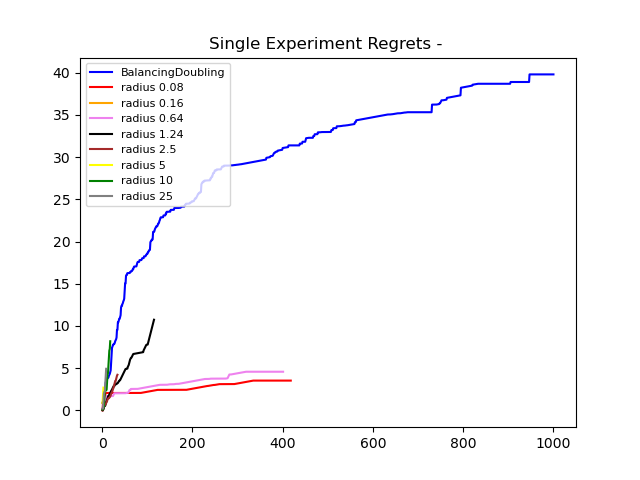 Single Experiment Regrets -
BalancingDoubling
radius 0.08
radius 0.16
radius 0.64
radius 1.24
radius 2.5
radius 5
radius 10
radius 25
40
35
30
25
20
15
10
5
0
0 200 400 600 800 1000